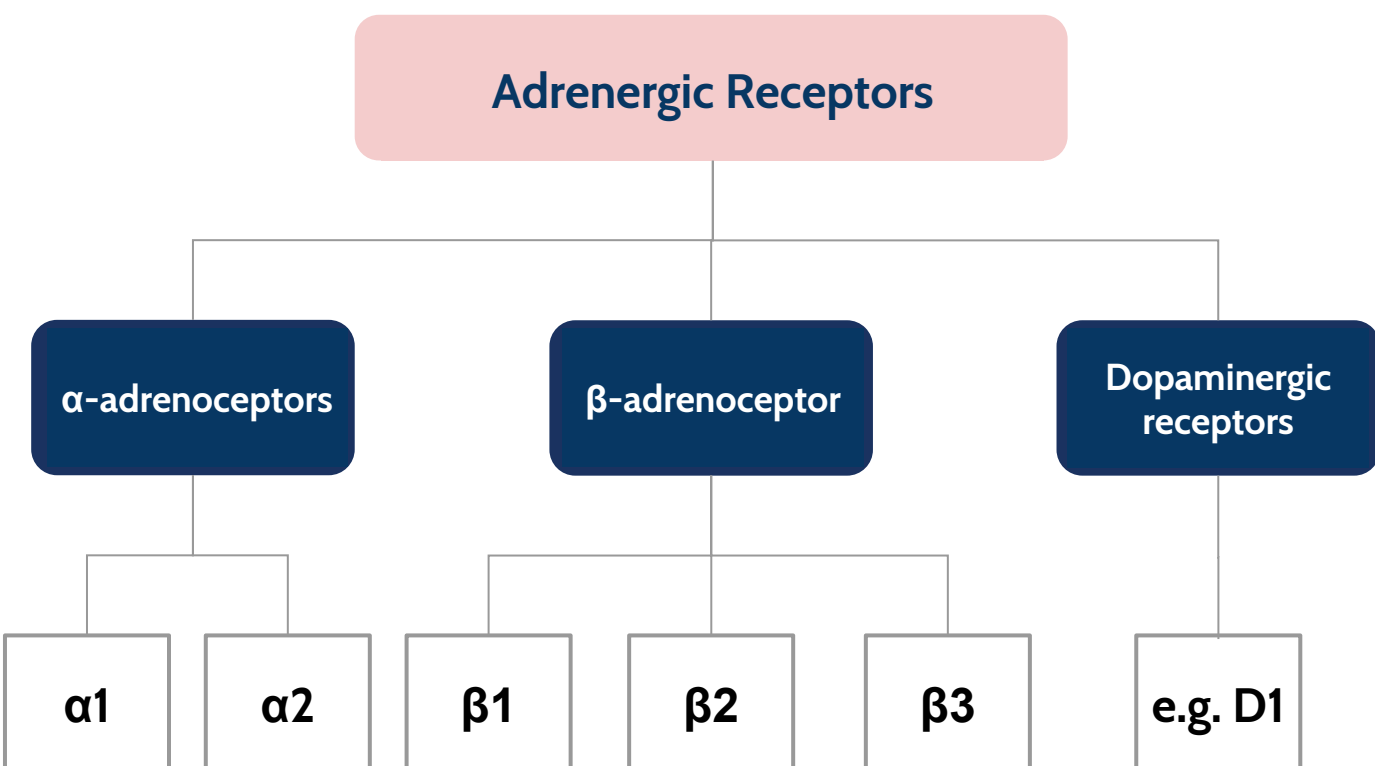 Adrenergic Receptors
α-adrenoceptors
β-adrenoceptor
Dopaminergic
receptors
α1
α2
β1
β2
β3
e.g. D1